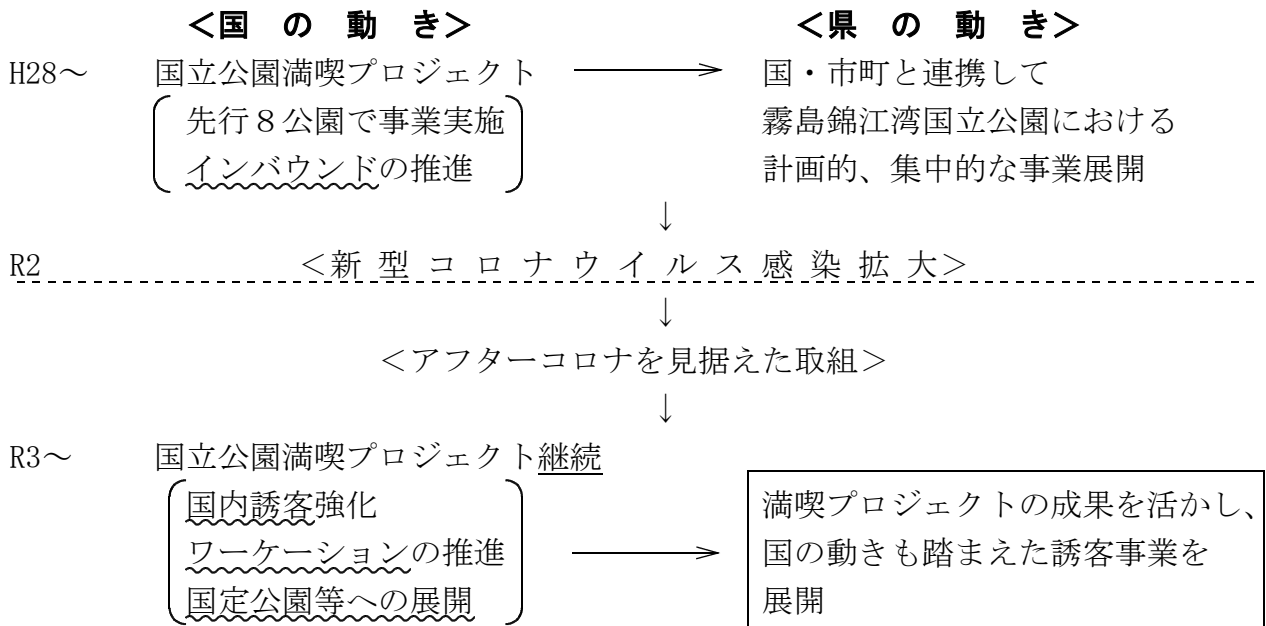 ＜国　の　動　き＞　＜県　の　動　き＞
H28～　国立公園満喫プロジェクト　→　国・市町と連携して
先行８公園で事業実施　霧島錦江湾国立公園における
インバウンドの推進　計画的、集中的な事業展開
↓
R2　＜新 型 コ ロ ナ ウ イ ル ス 感 染 拡 大＞
↓
＜アフターコロナを見据えた取組＞
↓
R3～　国立公園満喫プロジェクト継続
国内誘客強化　満喫プロジェクトの成果を活かし、
ワーケーションの推進　→　国の動きも踏まえた誘客事業を
国定公園等への展開　展開